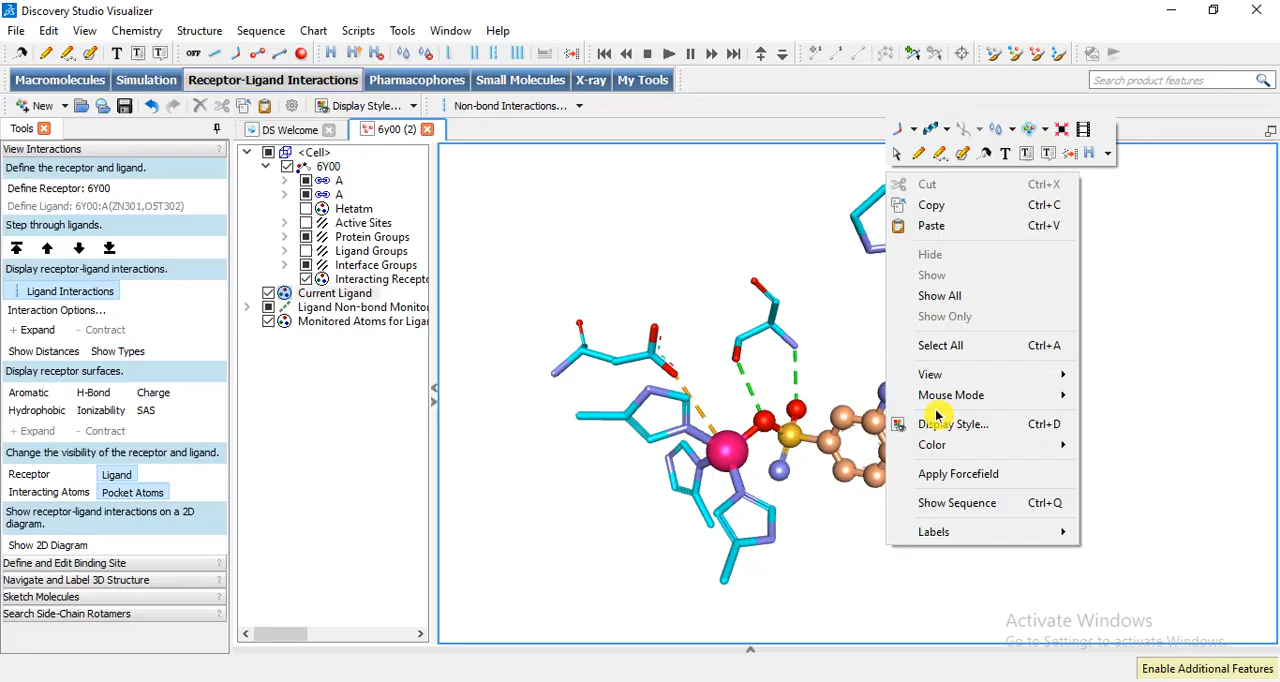 Discovery Studio Visualizer
File Edit View Chemistry Structure Sequence Chart Scripts Tools Window Help
OFF
Macromolecules Simulation Receptor-Ligand Interactions Pharmacophores Small Molecules X-ray My Tools
Search product features
New Display Style... Non-bond Interactions...
Tools
DS Welcome 6y00 (2)
View Interactions ?
Define the receptor and ligand.
Define Receptor: 6Y00
Define Ligand: 6Y00:A(ZN301,O5T302)
Step through ligands.
Display receptor-ligand interactions.
Ligand Interactions
Interaction Options...
+ Expand - Contract
Show Distances Show Types
Display receptor surfaces.
Aromatic H-Bond Charge
Hydrophobic Ionizability SAS
+ Expand - Contract
Change the visibility of the receptor and ligand.
Receptor Ligand
Interacting Atoms Pocket Atoms
Show receptor-ligand interactions on a 2D
diagram.
Show 2D Diagram
Define and Edit Binding Site ?
Navigate and Label 3D Structure ?
Sketch Molecules ?
Search Side-Chain Rotamers ?
<Cell>
6Y00
A
A
Hetatm
Active Sites
Protein Groups
Ligand Groups
Interface Groups
Interacting Recept
Current Ligand
Ligand Non-bond Monitor
Monitored Atoms for Liga
Cut Ctrl+X
Copy Ctrl+C
Paste Ctrl+V
Hide
Show
Show All
Show Only
Select All Ctrl+A
View
Mouse Mode
Display Style... Ctrl+D
Color
Apply Forcefield
Show Sequence Ctrl+Q
Labels
Activate Windows
Go to Settings to activate Windows.
Enable Additional Features